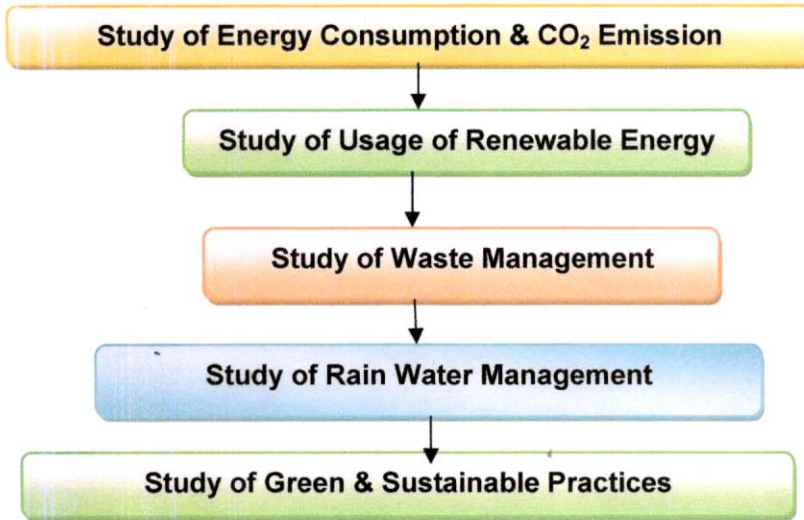 Study of Energy Consumption & CO₂ Emission
Study of Usage of Renewable Energy
Study of Waste Management
Study of Rain Water Management
Study of Green & Sustainable Practices